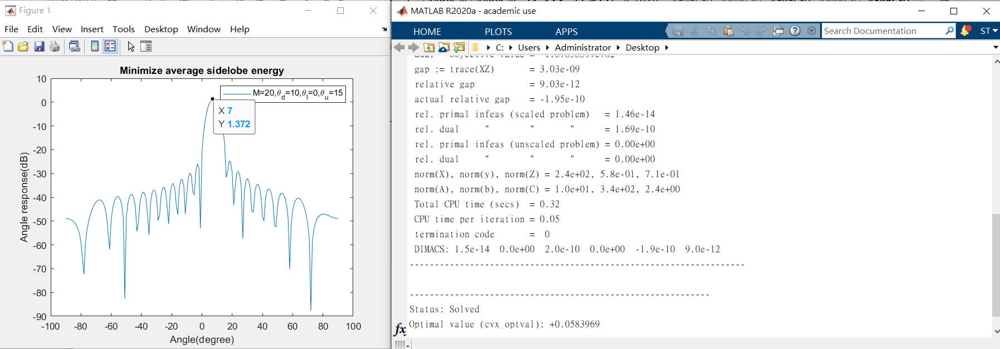 Figure 1
File Edit View Insert Tools Desktop Window Help
Minimize average sidelobe energy
M=20,θd=10,θl=0,θu=15
X 7
Y 1.372
10
0
-10
-20
-30
-40
-50
-60
-70
-80
-90
Angle response(dB)
-100 -80 -60 -40 -20 0 20 40 60 80 100
Angle(degree)
MATLAB R2020a - academic use
HOME PLOTS APPS
Search Documentation
ST
C: Users Administrator Desktop
gap := trace(XZ) = 3.03e-09
relative gap = 9.03e-12
actual relative gap = -1.95e-10
rel. primal infeas (scaled problem) = 1.46e-14
rel. dual " " " = 1.69e-10
rel. primal infeas (unscaled problem) = 0.00e+00
rel. dual " " " = 0.00e+00
norm(X), norm(y), norm(Z) = 2.4e+02, 5.8e-01, 7.1e-01
norm(A), norm(b), norm(C) = 1.0e+01, 3.4e+02, 2.4e+00
Total CPU time (secs) = 0.32
CPU time per iteration = 0.05
termination code = 0
DIMACS: 1.5e-14 0.0e+00 2.0e-10 0.0e+00 -1.9e-10 9.0e-12
-------------------------------------------------------------------
------------------------------------------------------------
Status: Solved
Optimal value (cvx_optval): +0.0583969
fx